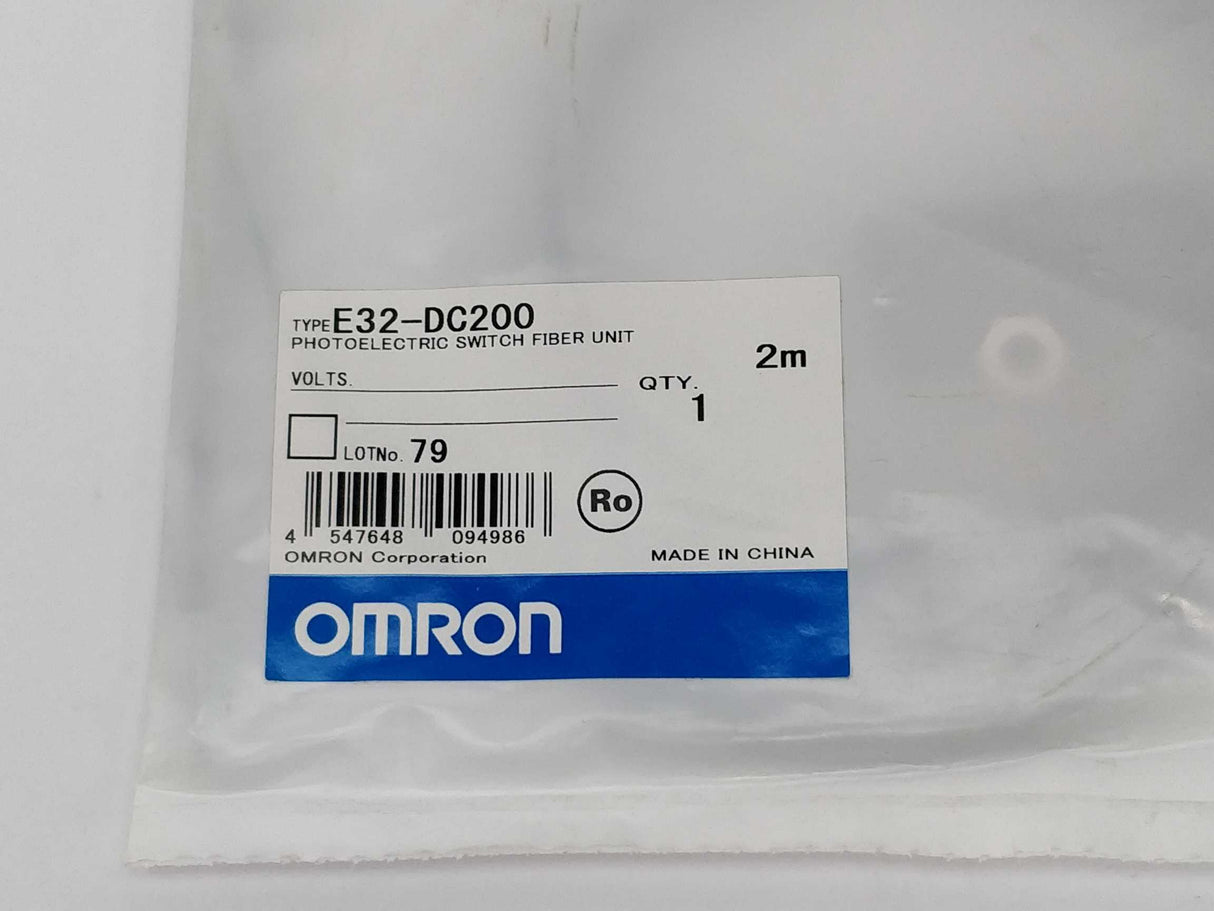 TYPE E32-DC200
PHOTOELECTRIC SWITCH FIBER UNIT
2m
VOLTS.
QTY.
1
LOTNo. 79
Ro
4 547648 094986
OMRON Corporation
MADE IN CHINA
OMRON